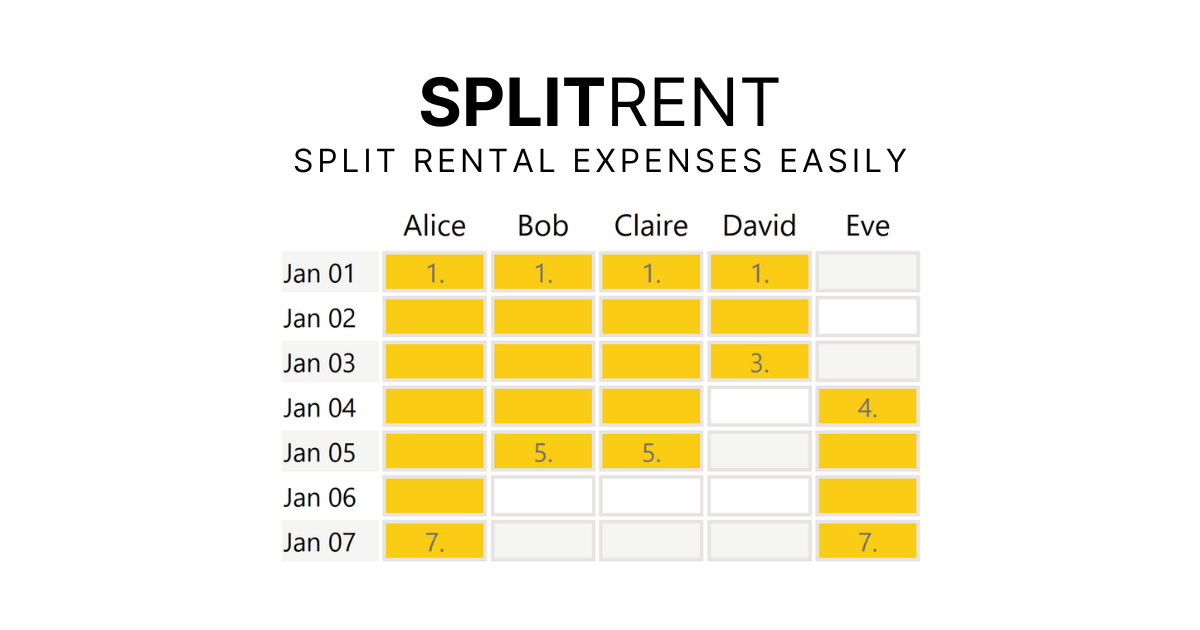 SPLITRENT
SPLIT RENTAL EXPENSES EASILY
Alice Bob Claire David Eve
Jan 01 1. 1. 1. 1.
Jan 02
Jan 03 3.
Jan 04 4.
Jan 05 5. 5.
Jan 06
Jan 07 7. 7.